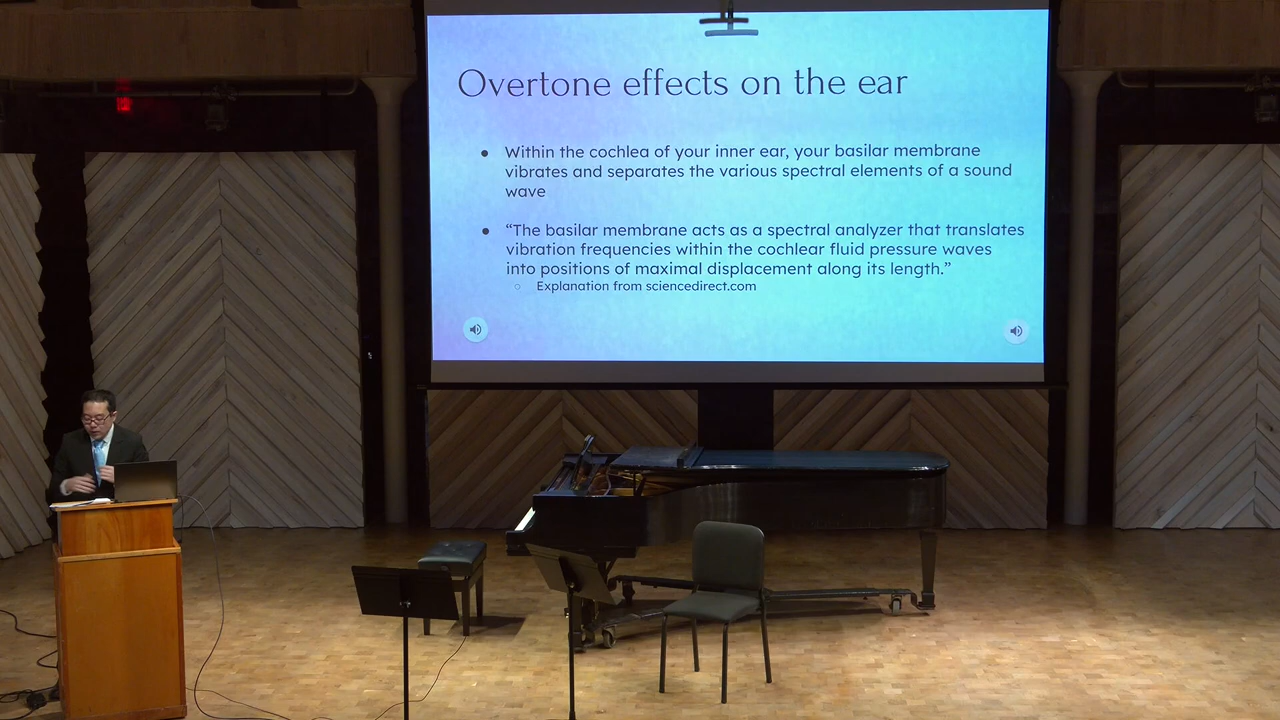 Overtone effects on the ear
● Within the cochlea of your inner ear, your basilar membrane
vibrates and separates the various spectral elements of a sound
wave
● “The basilar membrane acts as a spectral analyzer that translates
vibration frequencies within the cochlear fluid pressure waves
into positions of maximal displacement along its length.”
○ Explanation from sciencedirect.com